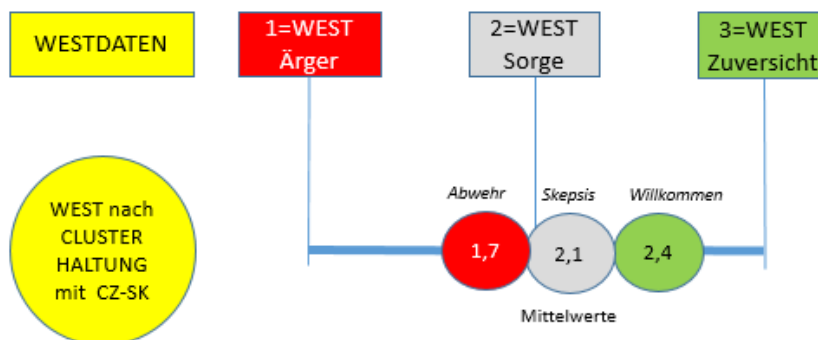 WESTDATEN
1=WEST
Ärger
2=WEST
Sorge
3=WEST
Zuversicht
WEST nach
CLUSTER
HALTUNG
mit CZ-SK
Abwehr
Skepsis
Willkommen
1,7
2,1
2,4
Mittelwerte